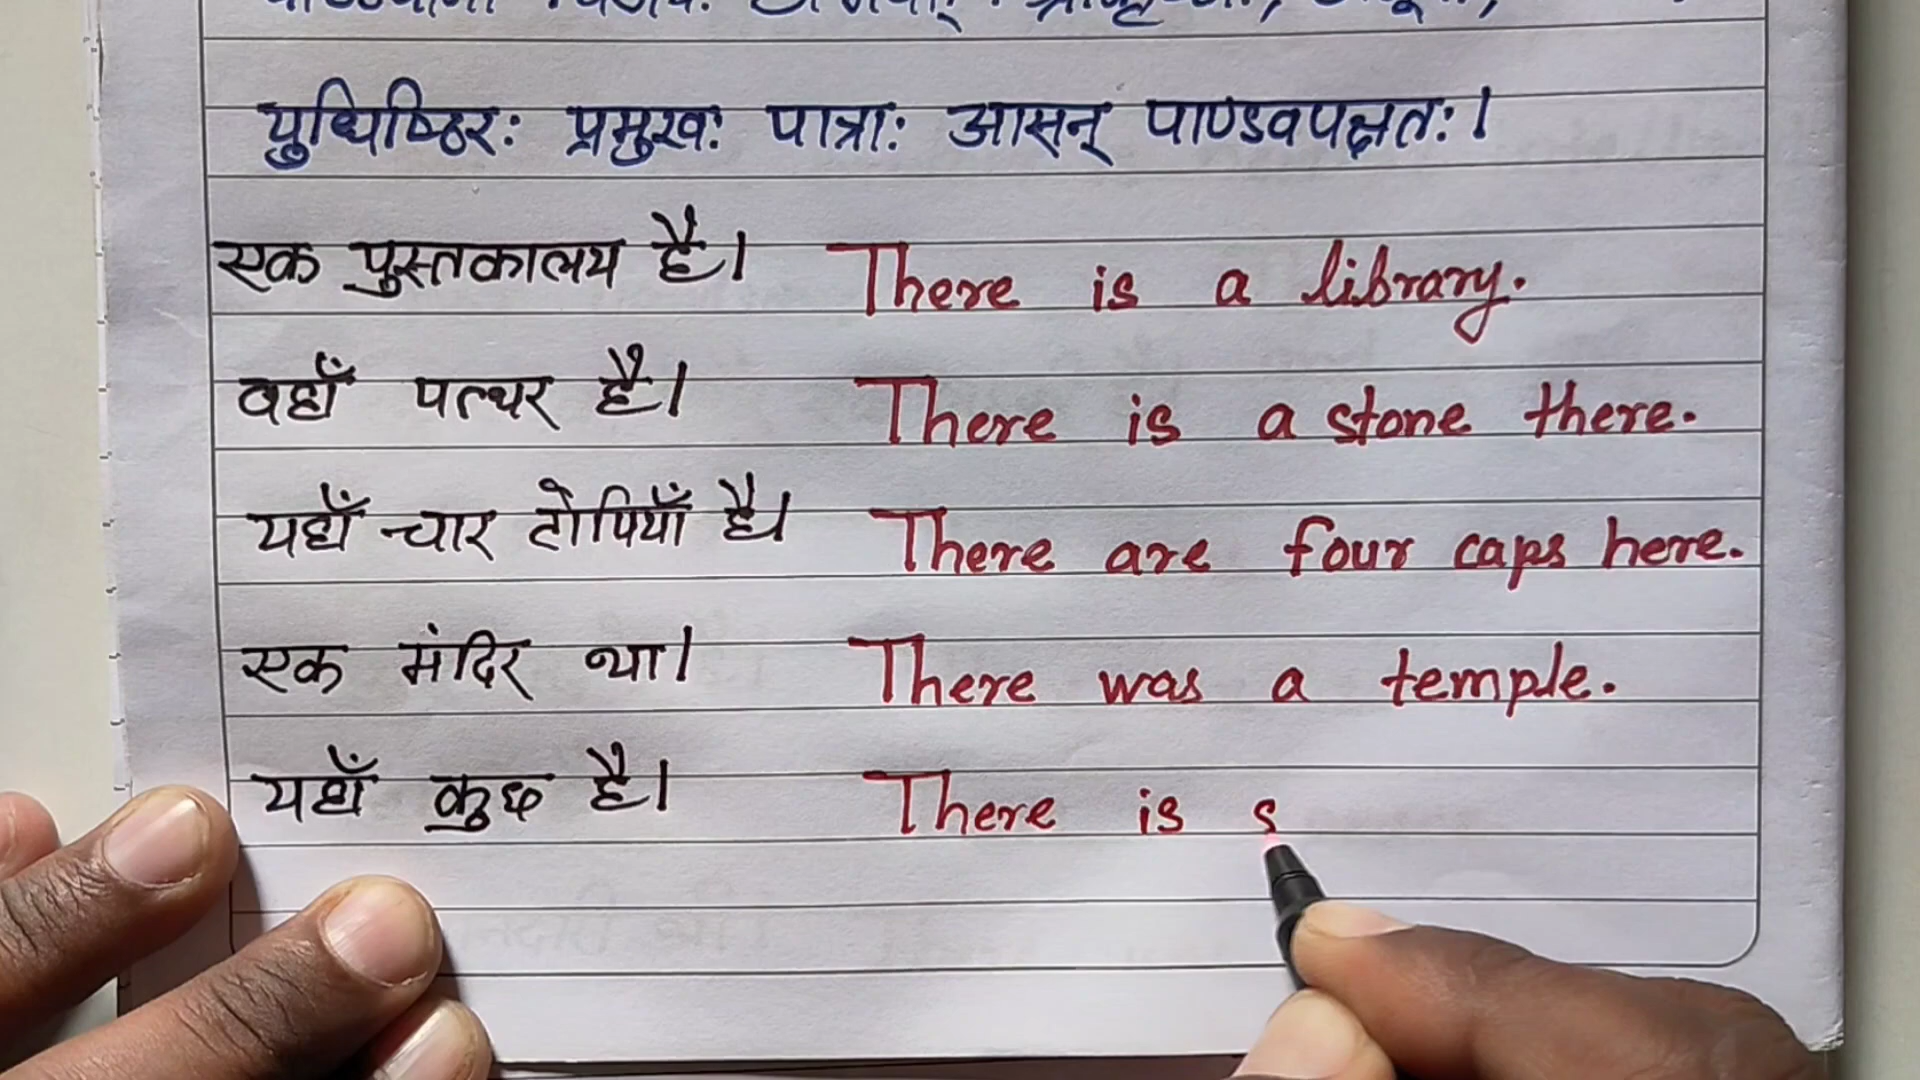 युधिष्ठिरः प्रमुखः पात्राः आसन् पाण्डवपक्षतः।
एक पुस्तकालय है। There is a library.
वहाँ पत्थर है। There is a stone there.
यहाँ चार टोपियाँ है। There are four caps here.
एक मंदिर था। There was a temple.
यहाँ कुछ है। There is s